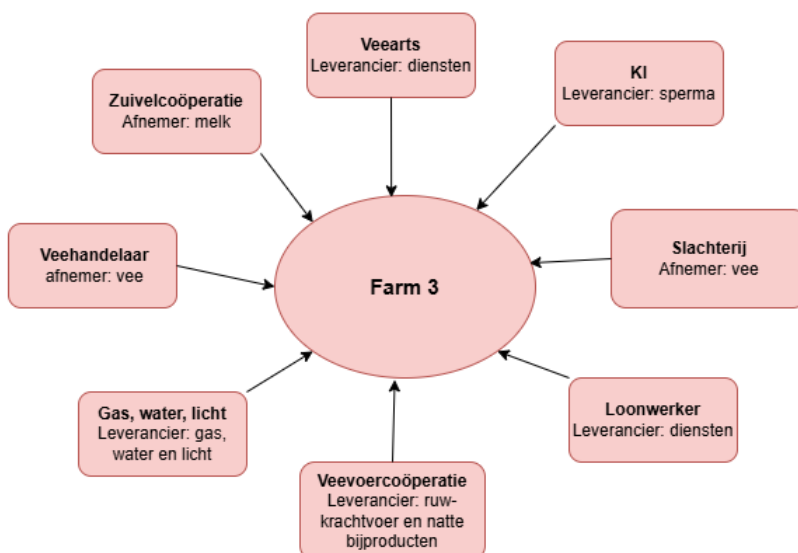 Veearts
Leverancier: diensten
KI
Leverancier: sperma
Zuivelcoöperatie
Afnemer: melk
Veehandelaar
afnemer: vee
Slachterij
Afnemer: vee
Farm 3
Gas, water, licht
Leverancier: gas,
water en licht
Loonwerker
Leverancier: diensten
Veevoercoöperatie
Leverancier: ruw-
krachtvoer en natte
bijproducten